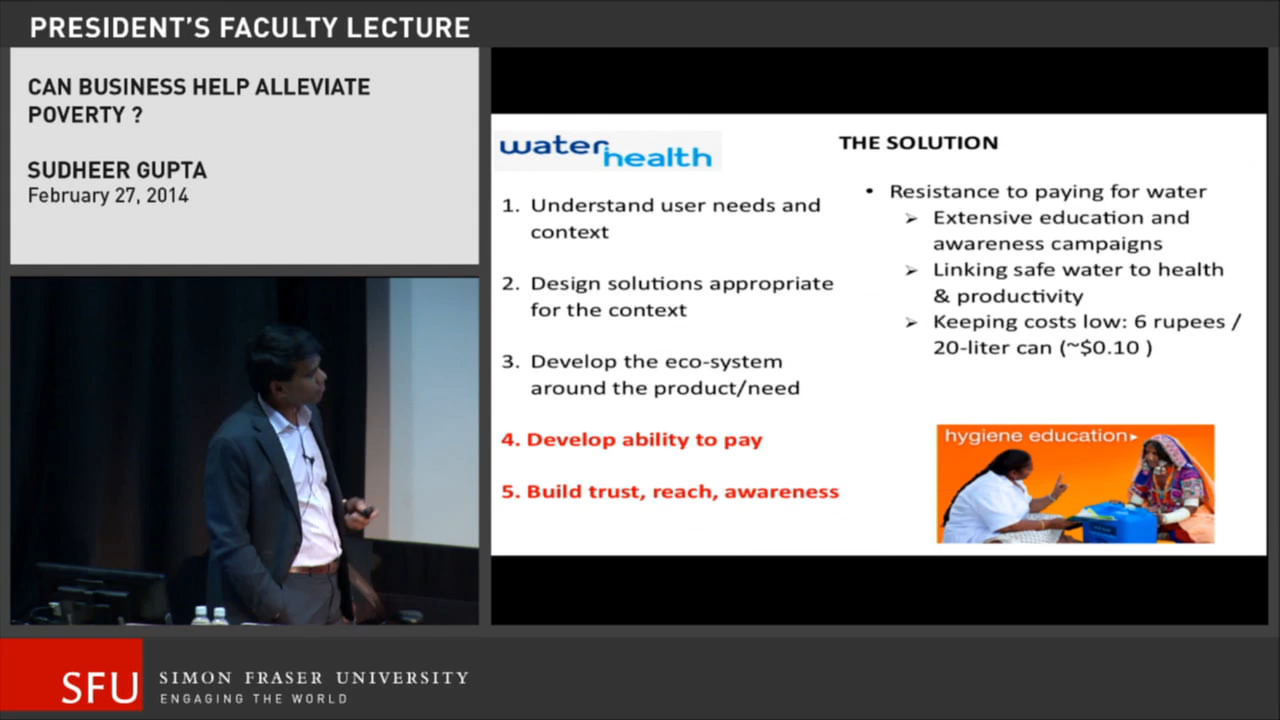 PRESIDENT'S FACULTY LECTURE
CAN BUSINESS HELP ALLEVIATE
POVERTY ?
SUDHEER GUPTA
February 27, 2014
water
health
THE SOLUTION
1. Understand user needs and
context
2. Design solutions appropriate
for the context
3. Develop the eco-system
around the product/need
4. Develop ability to pay
5. Build trust, reach, awareness
• Resistance to paying for water
➢ Extensive education and
awareness campaigns
➢ Linking safe water to health
& productivity
➢ Keeping costs low: 6 rupees /
20-liter can (~$0.10 )
hygiene education▸
SFU
SIMON FRASER UNIVERSITY
ENGAGING THE WORLD